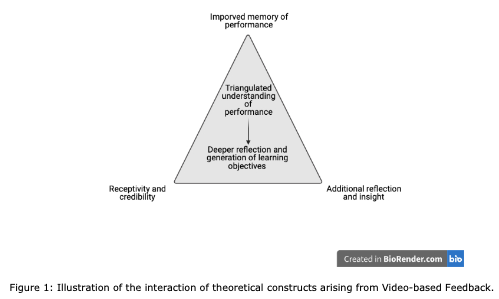 Imporved memory of
performance
Triangulated
understanding
of
performance
Deeper reflection and
generation of learning
objectives
Receptivity and
credibility
Additional reflection
and insight
Created in BioRender.com bio
Figure 1: Illustration of the interaction of theoretical constructs arising from Video-based Feedback.